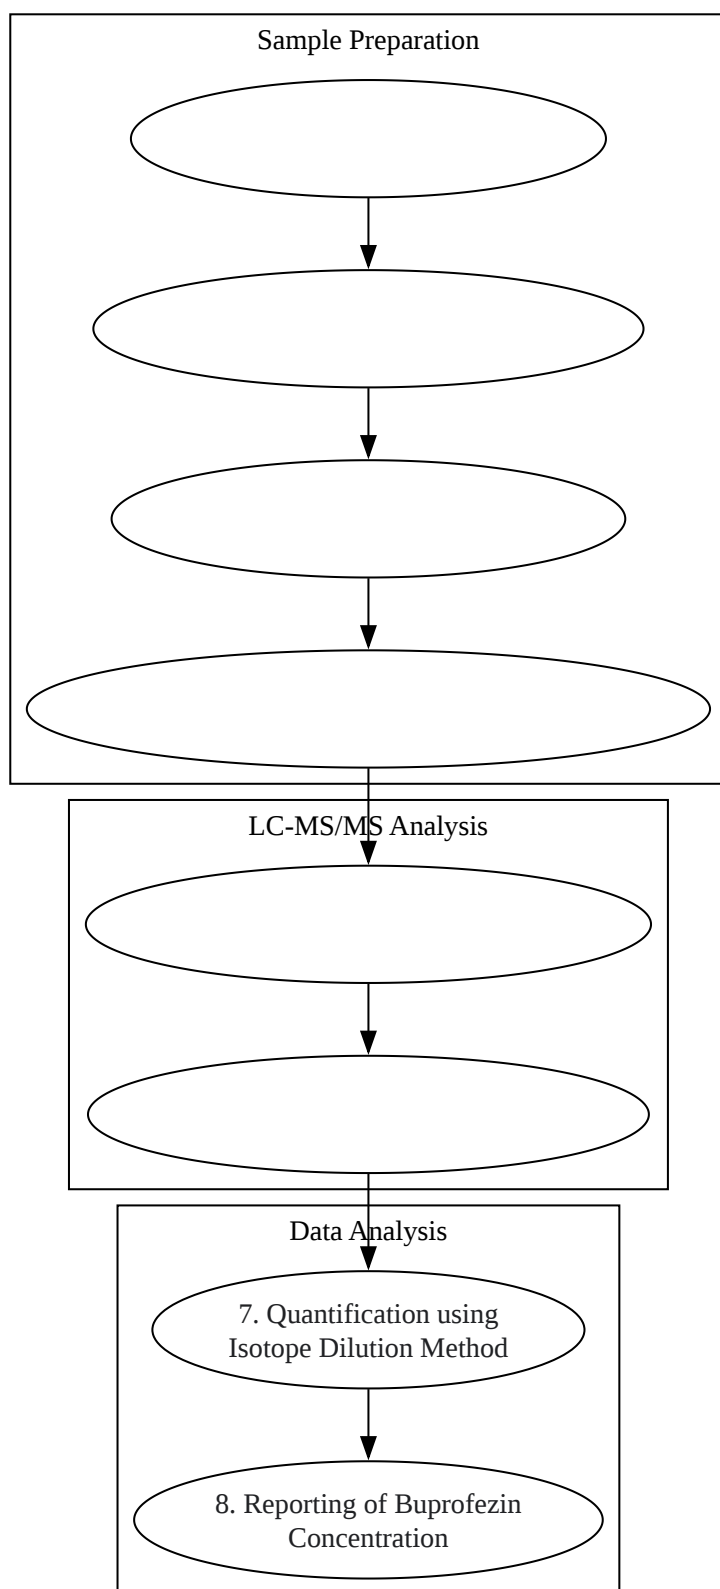 Sample Preparation
LC-MS/MS Analysis
Data Analysis
7. Quantification using
Isotope Dilution Method
8. Reporting of Buprofezin
Concentration